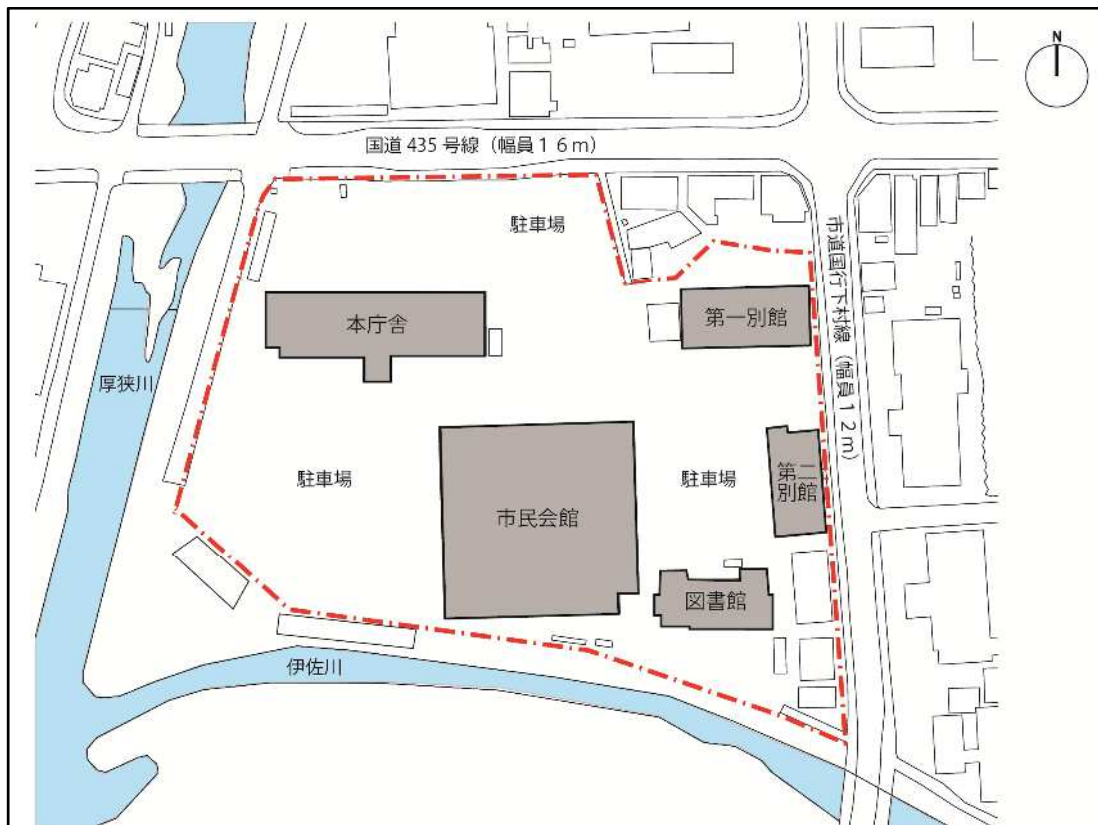 N
国道 435 号線（幅員１６ｍ）
駐車場
市道国行下村線（幅員１２ｍ）
本庁舎
第一別館
厚狭川
駐車場
駐車場
第二
別館
市民会館
図書館
伊佐川